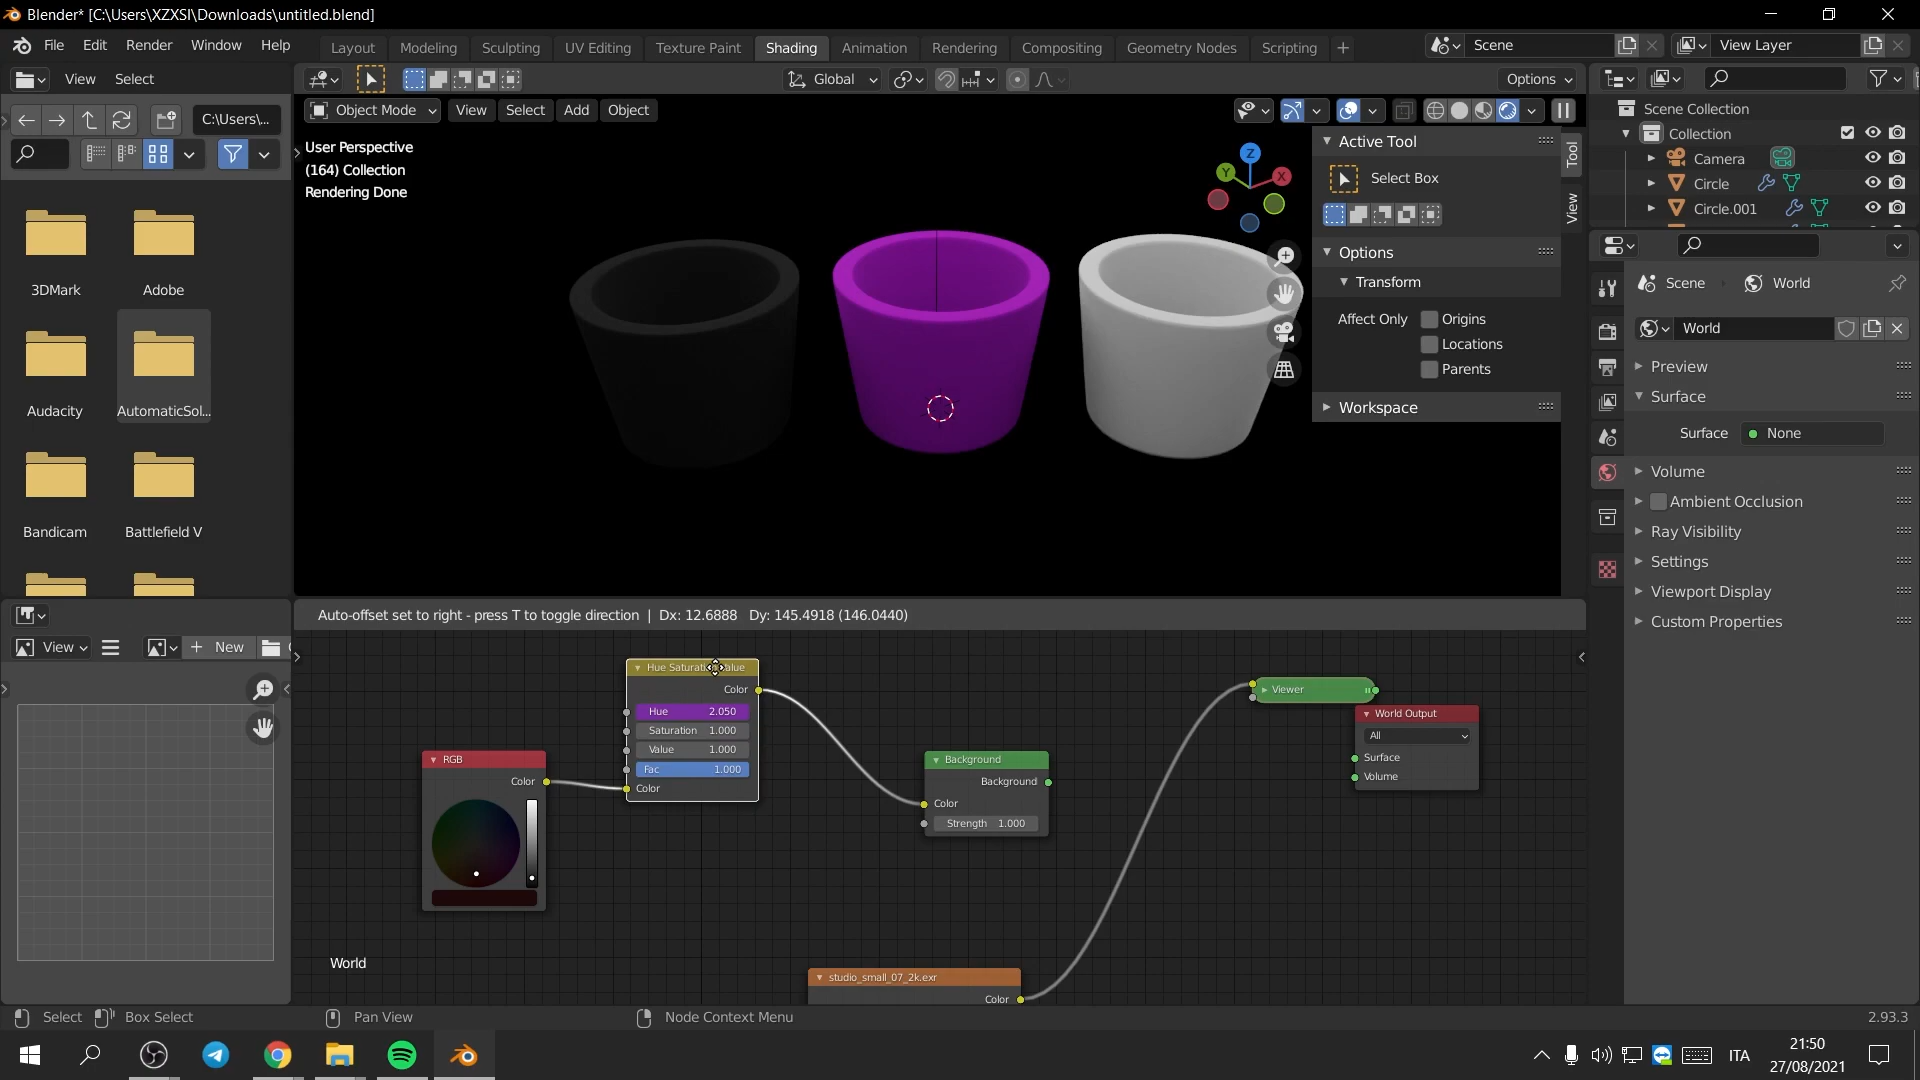 Blender* [C:\Users\XZXSI\Downloads\untitled.blend]
File Edit Render Window Help
Layout Modeling Sculpting UV Editing Texture Paint Shading Animation Rendering Compositing Geometry Nodes Scripting
Scene
View Layer
View Select
Global
Options
C:\Users\...
Object Mode View Select Add Object
User Perspective
(164) Collection
Rendering Done
Z
Y
X
Active Tool
Select Box
Options
Transform
Affect Only Origins
Locations
Parents
Workspace
Tool
View
Scene Collection
Collection
Camera
Circle
Circle.001
Scene World
World
Preview
Surface
Surface None
Volume
Ambient Occlusion
Ray Visibility
Settings
Viewport Display
Custom Properties
3DMark Adobe
Audacity AutomaticSol...
Bandicam Battlefield V
View New
Auto-offset set to right - press T to toggle direction | Dx: 12.6888 Dy: 145.4918 (146.0440)
Color
Hue 2.050
Saturation 1.000
Value 1.000
Fac 1.000
Color
RGB
Color
Background
Background
Color
Strength 1.000
Viewer
World Output
All
Surface
Volume
studio_small_07_2k.exr
Color
World
Select Box Select Pan View Node Context Menu 2.93.3
ITA
21:50
27/08/2021